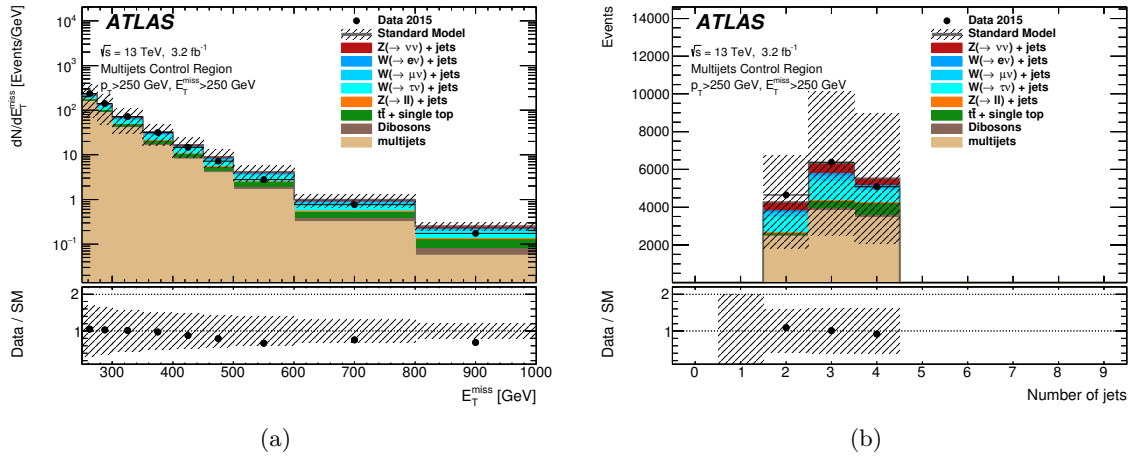 ATLAS
√s = 13 TeV, 3.2 fb⁻¹
Multijets Control Region
p_T>250 GeV, E_T^miss>250 GeV
Data 2015
Standard Model
Z(→ νν) + jets
W(→ eν) + jets
W(→ μν) + jets
W(→ τν) + jets
Z(→ ll) + jets
tt̄ + single top
Dibosons
multijets
dN/dE_T^miss [Events/GeV]
10⁴
10³
10²
10
1
10⁻¹
Data / SM
2
1
300 400 500 600 700 800 900 1000
E_T^miss [GeV]
(a)
ATLAS
√s = 13 TeV, 3.2 fb⁻¹
Multijets Control Region
p_T>250 GeV, E_T^miss>250 GeV
Data 2015
Standard Model
Z(→ νν) + jets
W(→ eν) + jets
W(→ μν) + jets
W(→ τν) + jets
Z(→ ll) + jets
tt̄ + single top
Dibosons
multijets
Events
14000
12000
10000
8000
6000
4000
2000
Data / SM
2
1
0 1 2 3 4 5 6 7 8 9
Number of jets
(b)